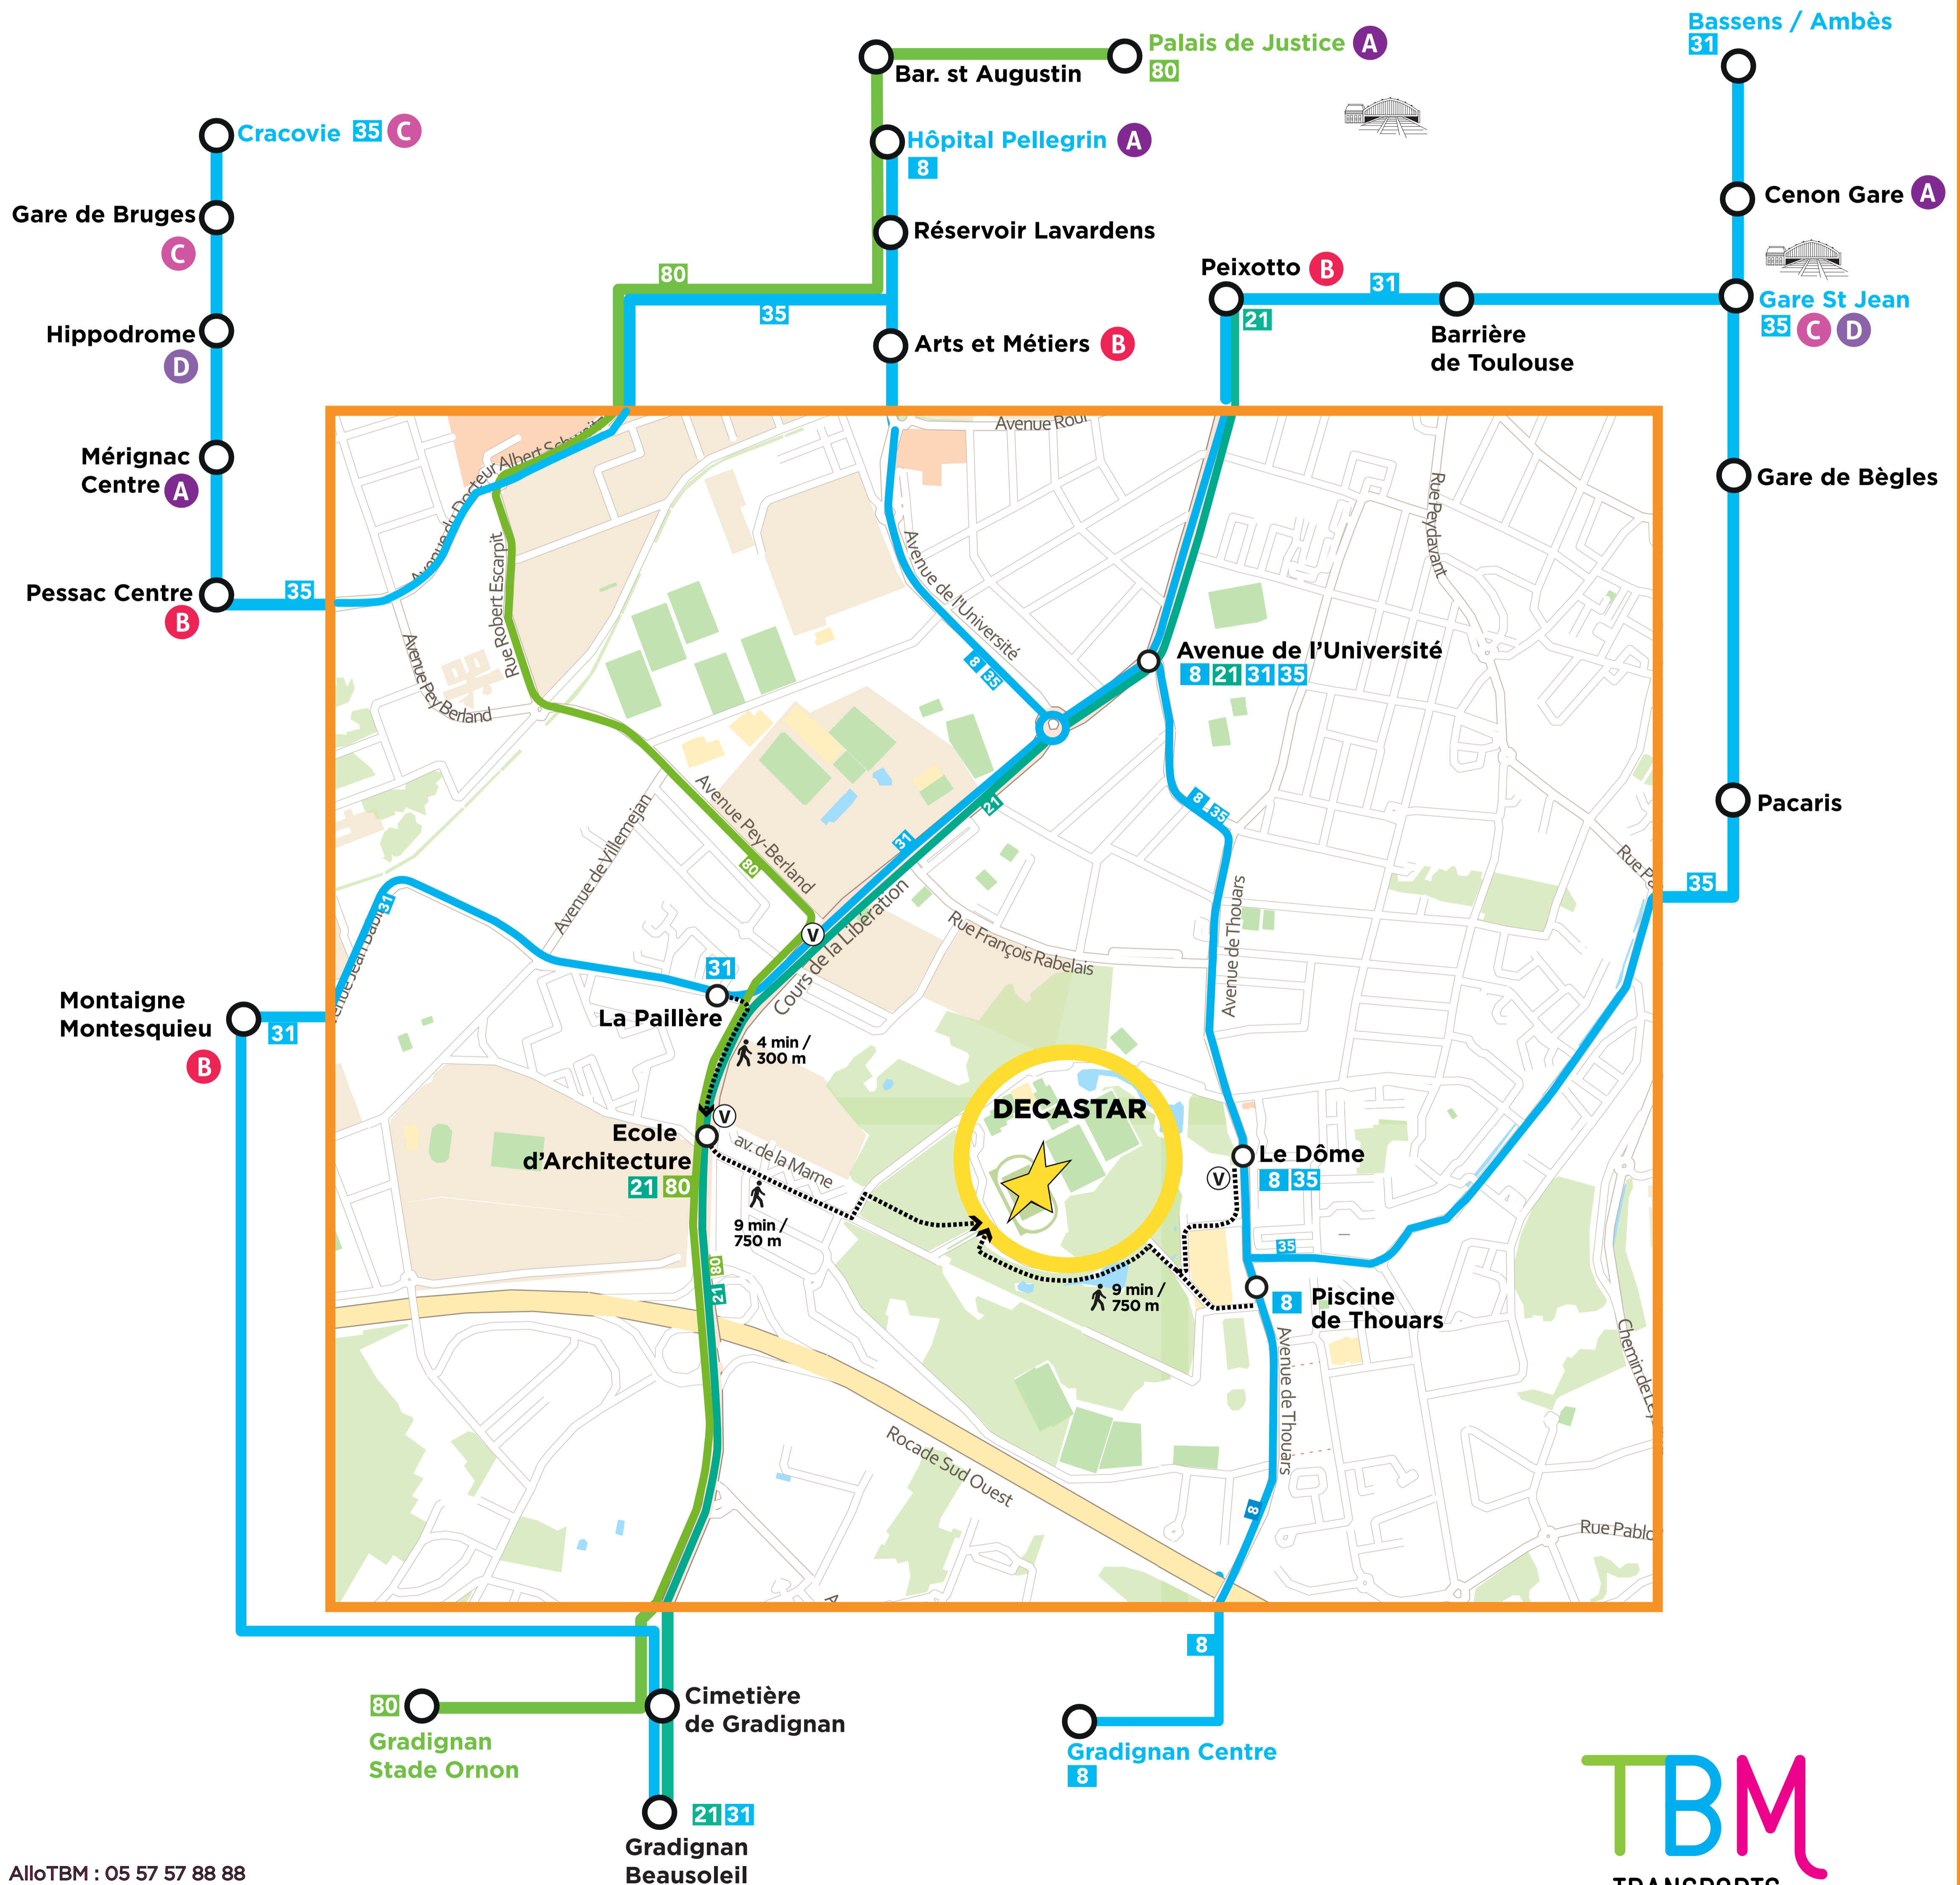 Bassens / Ambès
31
Palais de Justice A
80
Bar. st Augustin
Cracovie 35 C
Hôpital Pellegrin A
8
Gare de Bruges
C
Cenon Gare A
Réservoir Lavardens
80
35
Peixotto B
21
31
Gare St Jean
35 C D
Hippodrome
D
Arts et Métiers B
Barrière
de Toulouse
Mérignac
Centre A
Gare de Bègles
Pessac Centre
B
35
Avenue du Docteur Albert Schweitz
Rue Robert Escarpit
Avenue Pey Berland
Avenue de l'Université
8 35
Rue Peydavant
Avenue de l'Université
8 21 31 35
8 35
Pacaris
35
Avenue Pey-Berland
80
Avenue de Villemejan
31
21
Cours de la Libération
V
Rue François Rabelais
Avenue de Thouars
31
Montaigne
Montesquieu
B
31
31
La Paillère
4 min /
300 m
V
DECASTAR
Ecole
d'Architecture
21 80
av. de la Marne
9 min /
750 m
Le Dôme
8 35
V
35
9 min /
750 m
8
Piscine
de Thouars
80
21
Avenue de Thouars
Rocade Sud Ouest
8
Rue Pablo
8
80
Gradignan
Stade Ornon
Cimetière
de Gradignan
Gradignan Centre
8
21 31
Gradignan
Beausoleil
AlloTBM : 05 57 57 88 88
TBM
TRANSPORTS